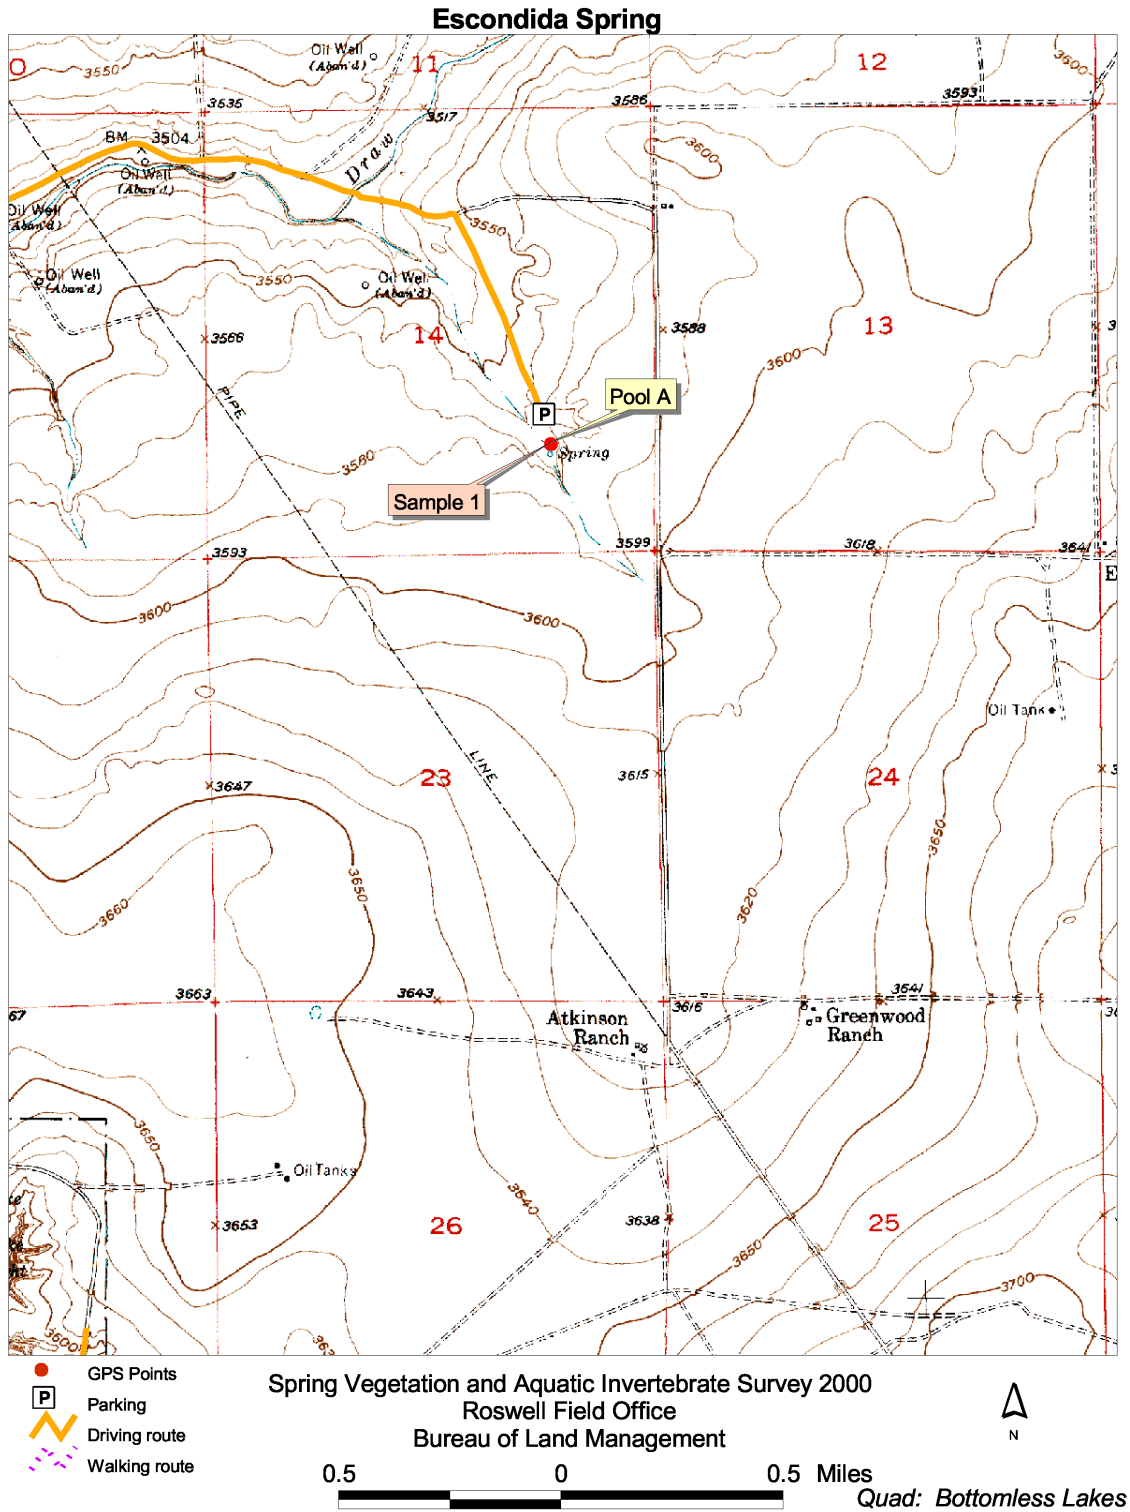 Escondida Spring
Oil Well
(Aban'd)
11
12
3600
3550
3535
3517
3586
3593
BM
3504
Draw
Oil Well
(Aban'd)
3600
Oil Well
(Aban'd)
3550
Oil Well
(Aban'd)
3550
Oil Well
(Aban'd)
14
3566
3588
13
3600
PIPE
Pool A
P
Spring
3580
Sample 1
3593
3599
3618
3641
E
3600
3600
Oil Tank
LINE
23
3615
24
3647
3650
3650
3620
3660
3663
3643
3616
3641
67
Atkinson
Ranch
Greenwood
Ranch
3650
Oil Tanks
3640
3653
26
3638
25
3650
3700
3600
GPS Points
P
Parking
Driving route
Walking route
Spring Vegetation and Aquatic Invertebrate Survey 2000
Roswell Field Office
Bureau of Land Management
N
0.5 0 0.5 Miles
Quad: Bottomless Lakes